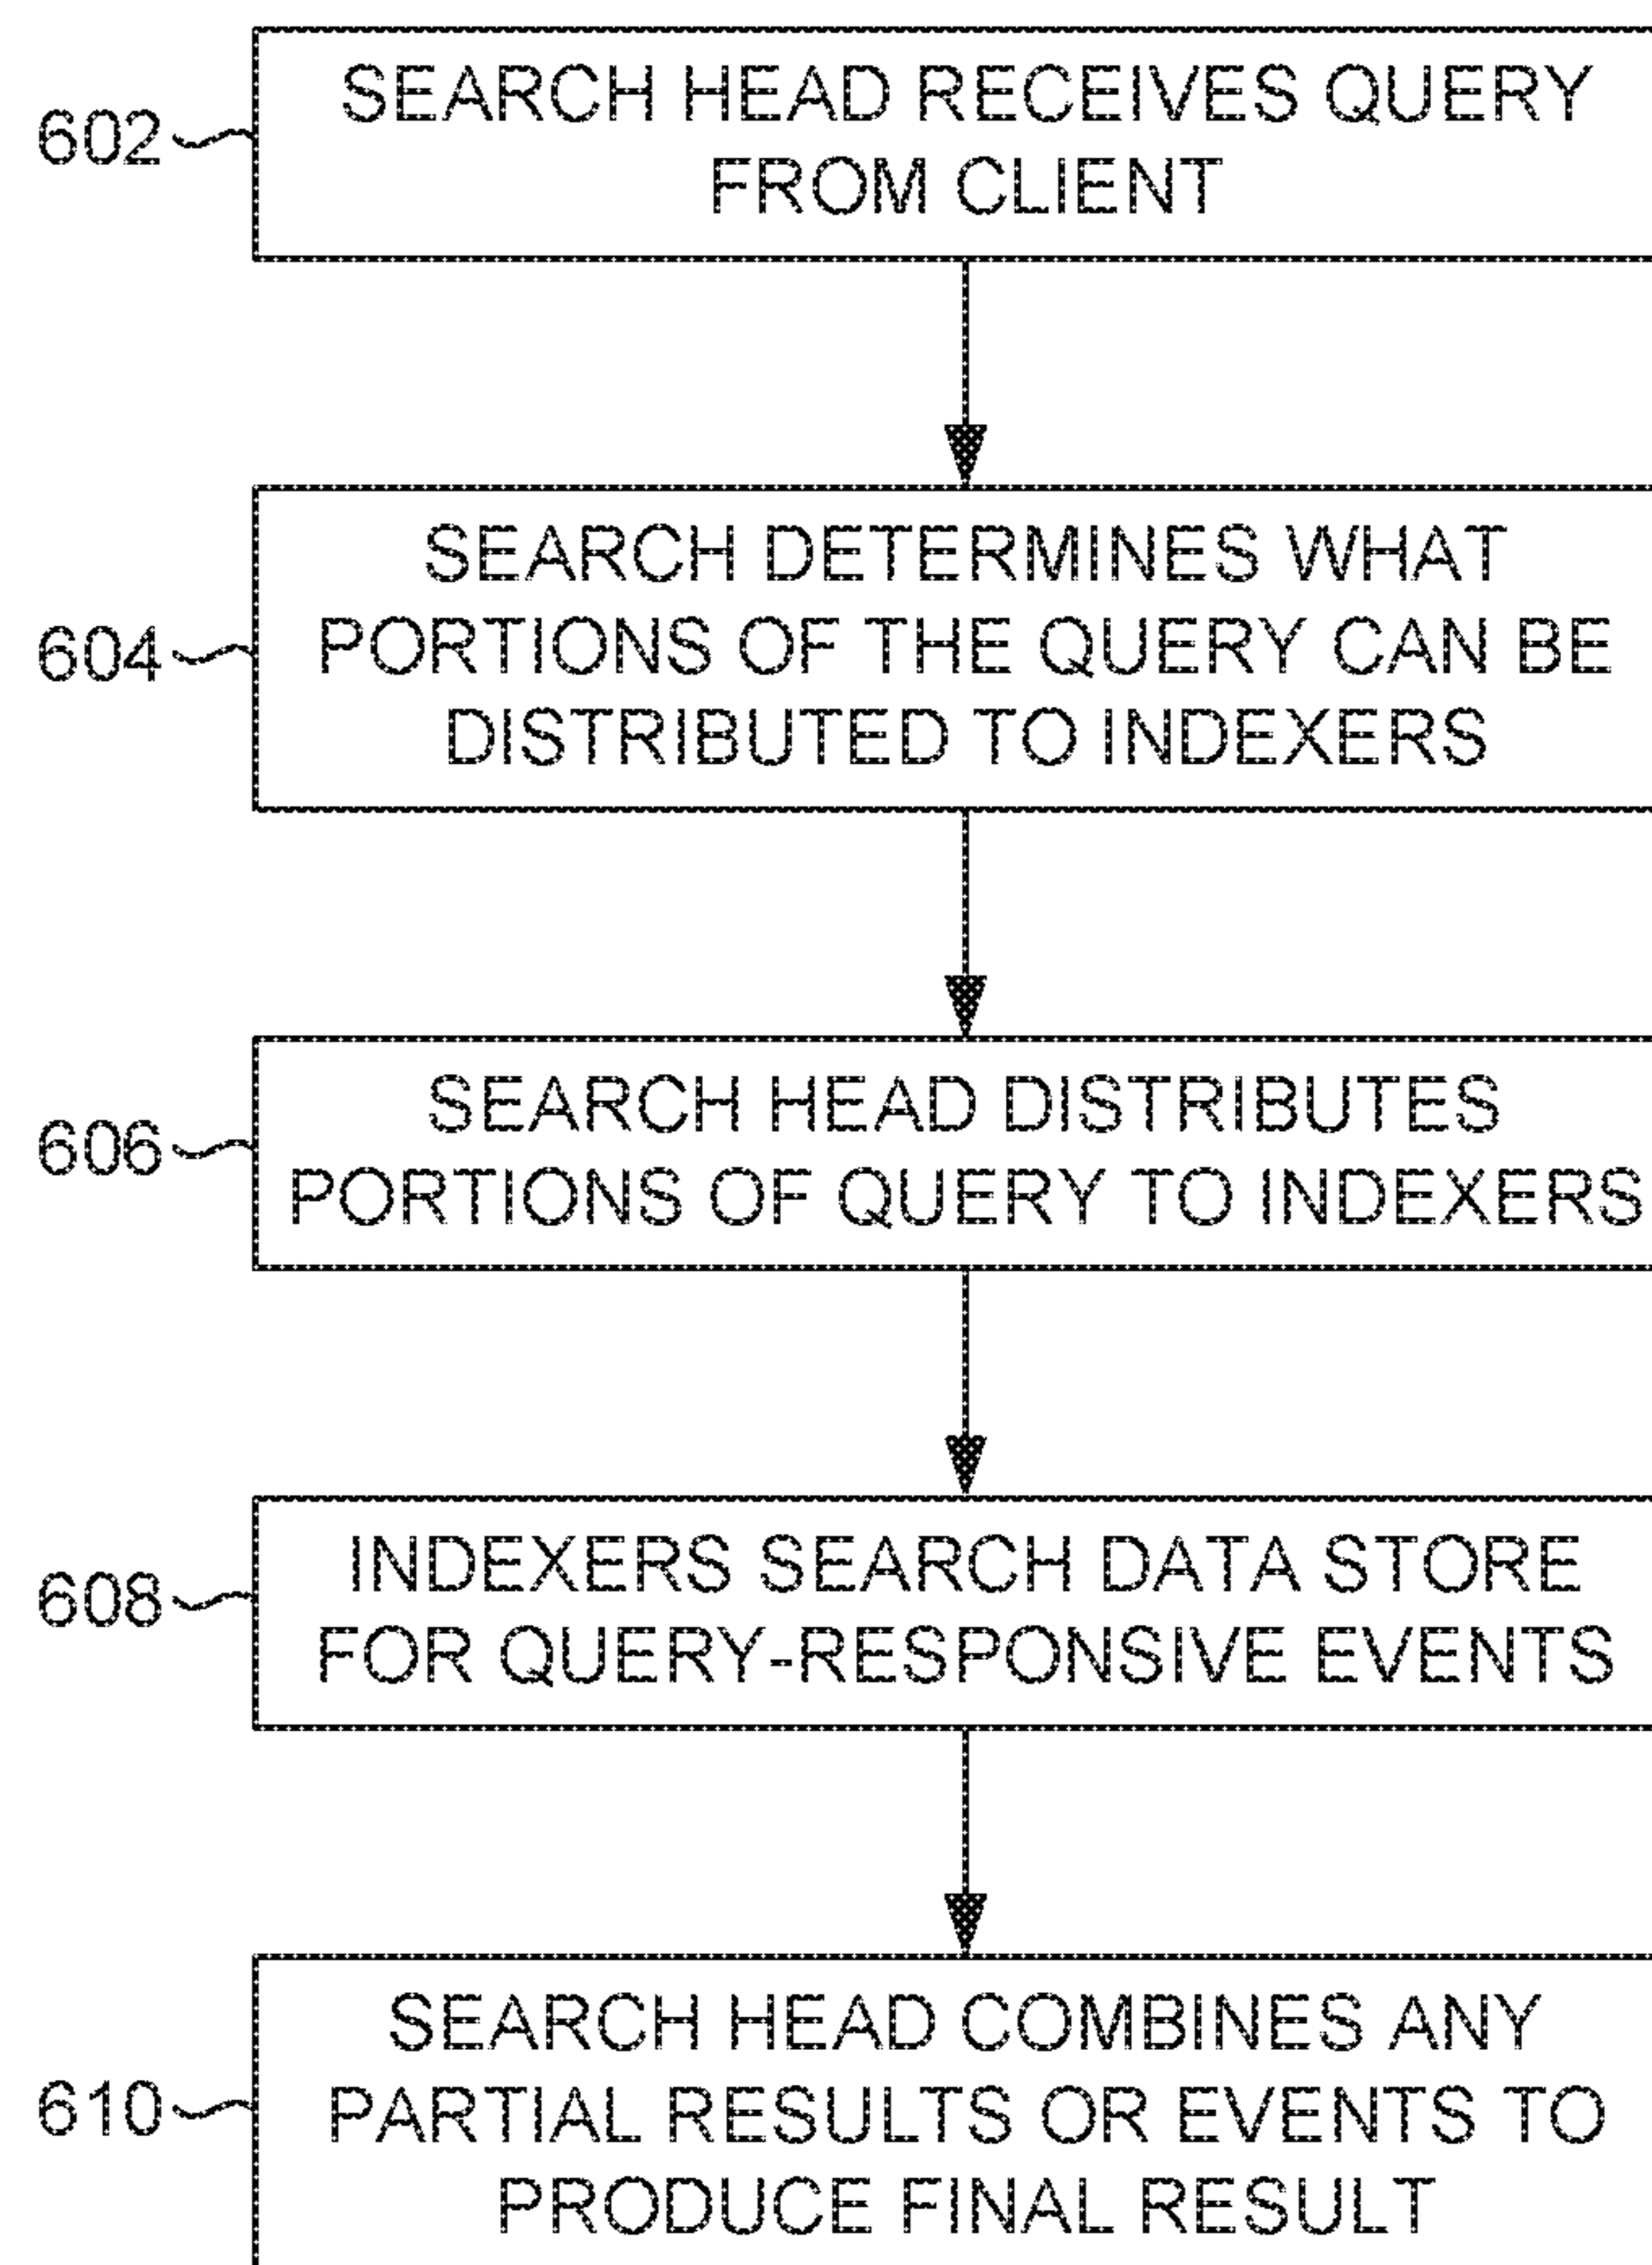 602
SEARCH HEAD RECEIVES QUERY
FROM CLIENT
604
SEARCH DETERMINES WHAT
PORTIONS OF THE QUERY CAN BE
DISTRIBUTED TO INDEXERS
606
SEARCH HEAD DISTRIBUTES
PORTIONS OF QUERY TO INDEXERS
608
INDEXERS SEARCH DATA STORE
FOR QUERY-RESPONSIVE EVENTS
610
SEARCH HEAD COMBINES ANY
PARTIAL RESULTS OR EVENTS TO
PRODUCE FINAL RESULT